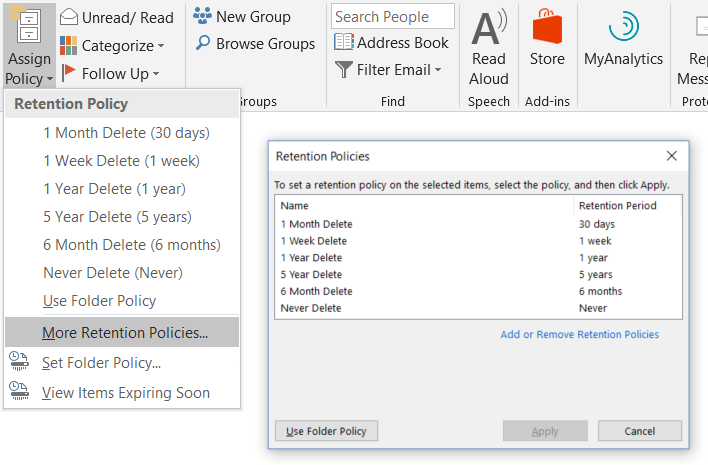 Assign
Policy
Unread/ Read
Categorize
Follow Up
New Group
Browse Groups
Groups
Search People
Address Book
Filter Email
Find
Read
Aloud
Speech
Store
Add-ins
MyAnalytics
Retention Policy
1 Month Delete (30 days)
1 Week Delete (1 week)
1 Year Delete (1 year)
5 Year Delete (5 years)
6 Month Delete (6 months)
Never Delete (Never)
Use Folder Policy
More Retention Policies...
Set Folder Policy...
View Items Expiring Soon
Retention Policies
To set a retention policy on the selected items, select the policy, and then click Apply.
Name Retention Period
1 Month Delete 30 days
1 Week Delete 1 week
1 Year Delete 1 year
5 Year Delete 5 years
6 Month Delete 6 months
Never Delete Never
Add or Remove Retention Policies
Use Folder Policy Apply Cancel